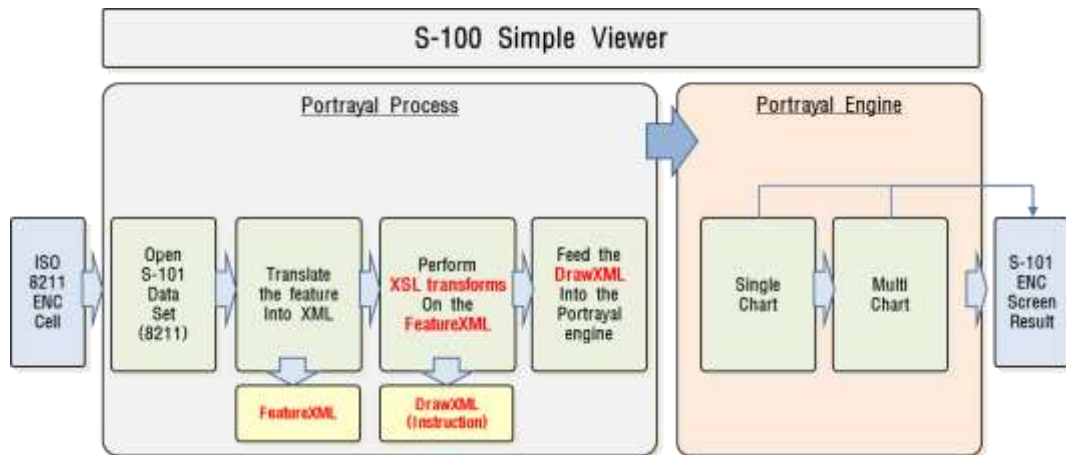 S-100 Simple Viewer
Portrayal Process
Portrayal Engine
ISO
8211
ENC
Cell
Open
S-101
Data
Set
(8211)
Translate
the feature
Into XML
Perform
XSL transforms
On the
FeatureXML
Feed the
DrawXML
Into the
Portrayal
engine
Single
Chart
Multi
Chart
S-101
ENC
Screen
Result
FeatureXML
DrawXML
(Instruction)